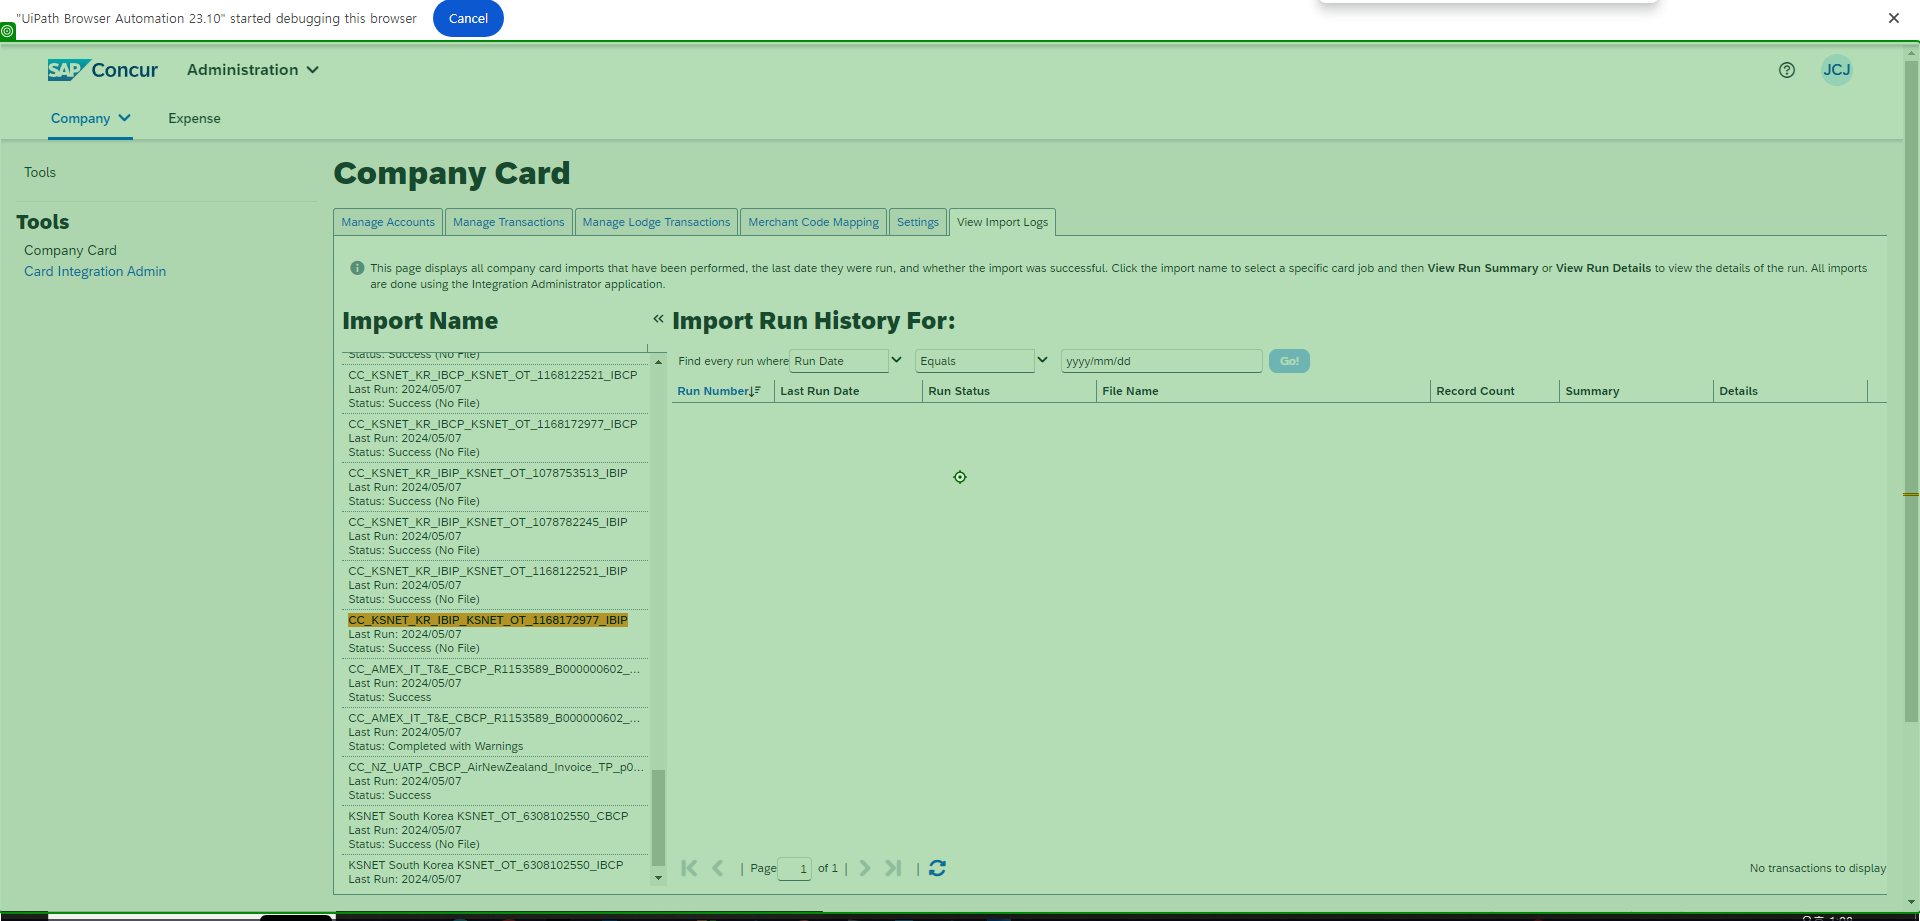 "UiPath Browser Automation 23.10" started debugging this browser
Cancel
SAP Concur
Administration
JCJ
Company
Expense
Tools
Tools
Company Card
Card Integration Admin
Company Card
Manage Accounts
Manage Transactions
Manage Lodge Transactions
Merchant Code Mapping
Settings
View Import Logs
This page displays all company card imports that have been performed, the last date they were run, and whether the import was successful. Click the import name to select a specific card job and then View Run Summary or View Run Details to view the details of the run. All imports
are done using the Integration Administrator application.
Import Name
Status: Success (No File)
CC_KSNET_KR_IBCP_KSNET_OT_1168122521_IBCP
Last Run: 2024/05/07
Status: Success (No File)
CC_KSNET_KR_IBCP_KSNET_OT_1168172977_IBCP
Last Run: 2024/05/07
Status: Success (No File)
CC_KSNET_KR_IBIP_KSNET_OT_1078753513_IBIP
Last Run: 2024/05/07
Status: Success (No File)
CC_KSNET_KR_IBIP_KSNET_OT_1078782245_IBIP
Last Run: 2024/05/07
Status: Success (No File)
CC_KSNET_KR_IBIP_KSNET_OT_1168122521_IBIP
Last Run: 2024/05/07
Status: Success (No File)
CC_KSNET_KR_IBIP_KSNET_OT_1168172977_IBIP
Last Run: 2024/05/07
Status: Success (No File)
CC_AMEX_IT_T&E_CBCP_R1153589_B000000602_...
Last Run: 2024/05/07
Status: Success
CC_AMEX_IT_T&E_CBCP_R1153589_B000000602_...
Last Run: 2024/05/07
Status: Completed with Warnings
CC_NZ_UATP_CBCP_AirNewZealand_Invoice_TP_p0...
Last Run: 2024/05/07
Status: Success
KSNET South Korea KSNET_OT_6308102550_CBCP
Last Run: 2024/05/07
Status: Success (No File)
KSNET South Korea KSNET_OT_6308102550_IBCP
Last Run: 2024/05/07
Import Run History For:
Find every run where Run Date Equals yyyy/mm/dd Go!
Run Number Last Run Date Run Status File Name Record Count Summary Details
| Page 1 of 1 | |
No transactions to display